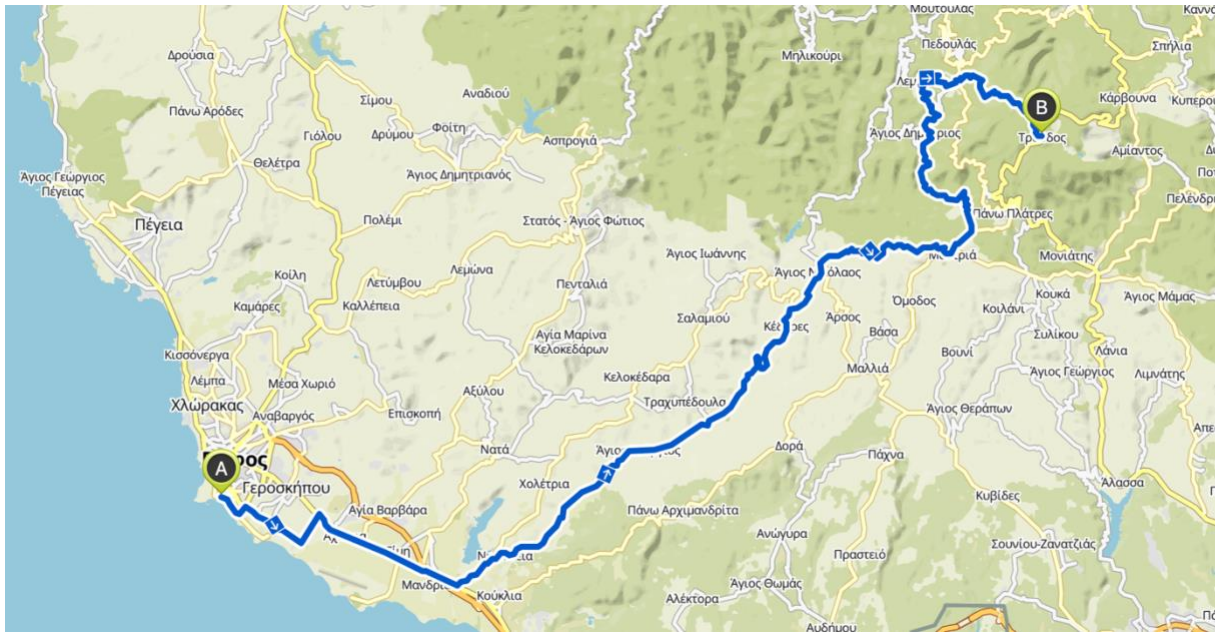 Μουτουλάς
Καννά
Δρούσια
Πεδουλάς
Σπήλια
Μηλικούρι
Αναδιού
Σίμου
Πάνω Αρόδες
Κάρβουνα
Κυπερου
B
Γιόλου
Δρύμου
Φοίτη
Ασπρογιά
Άγιος Γεώργιος
Πέγειας
Θελέτρα
Άγιος Δημητριανός
Αμίαντος
Πελένδρι
Πέγεια
Πολέμι
Στατός - Άγιος Φώτιος
Πάνω Πλάτρες
Κοίλη
Λεμώνα
Άγιος Ιωάννης
Μονιάτης
Λετύμβου
Πενταλιά
Καμάρες
Καλλέπεια
Όμοδος
Κουκά
Άγιος Μάμας
Κοιλάνι
Σαλαμιού
Άρσος
Βάσα
Συλίκου
Κισσόνεργα
Αγία Μαρίνα
Κελοκεδάρων
Βουνί
Λάνια
Λέμπα
Μέσα Χωριό
Αξύλου
Κελοκέδαρα
Μαλλιά
Άγιος Γεώργιος
Λιμνάτης
Χλώρακας
Αναβαργός
Επισκοπή
Τραχυπέδουλα
Άγιος Θεράπων
Νατά
Δορά
Πάχνα
A
Γεροσκήπου
Χολέτρια
Άλασσα
Αγία Βαρβάρα
Πάνω Αρχιμανδρίτα
Κυβίδες
Ανώγυρα
Πραστειό
Σουνίου-Ζανατζιάς
Κούκλια
Άγιος Θωμάς
Αλέκτορα
Αυδήμου